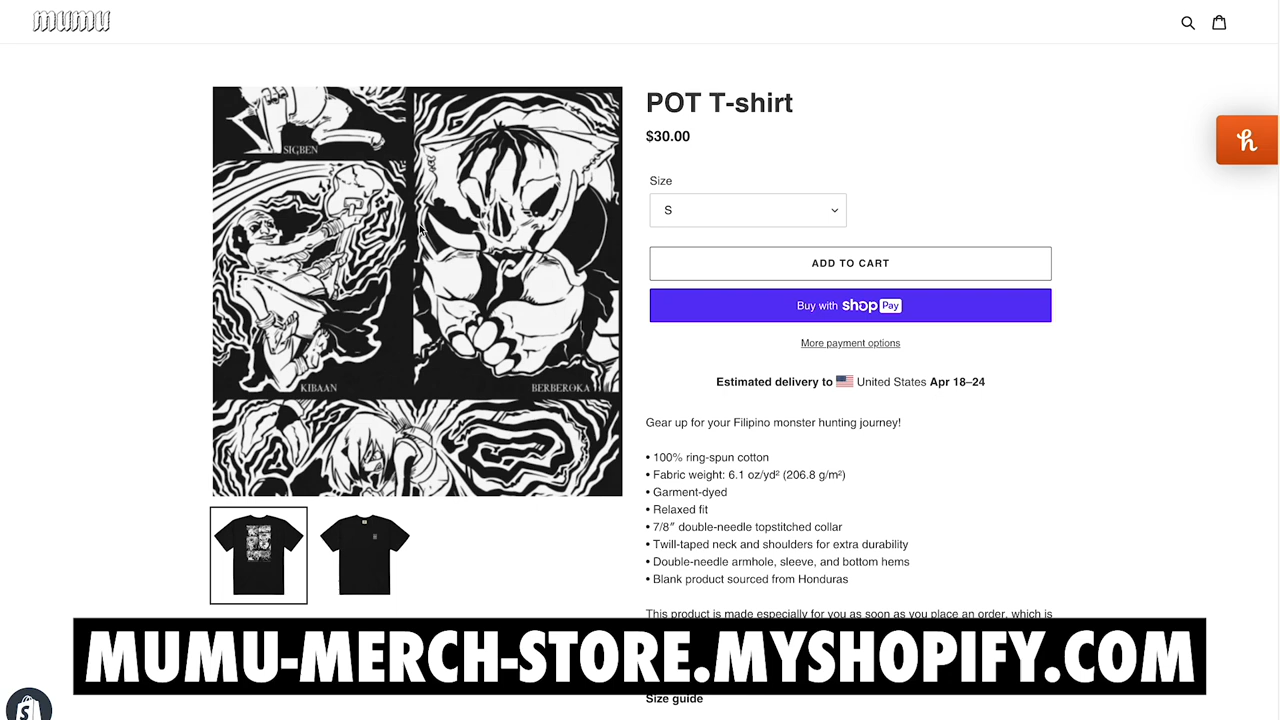 mumu
SIGBEN
KIBAAN
BERBEROKA
POT T-shirt
$30.00
Size
S
ADD TO CART
Buy with shop Pay
More payment options
Estimated delivery to United States Apr 18–24
Gear up for your Filipino monster hunting journey!
• 100% ring-spun cotton
• Fabric weight: 6.1 oz/yd² (206.8 g/m²)
• Garment-dyed
• Relaxed fit
• 7/8″ double-needle topstitched collar
• Twill-taped neck and shoulders for extra durability
• Double-needle armhole, sleeve, and bottom hems
• Blank product sourced from Honduras
This product is made especially for you as soon as you place an order, which is
MUMU-MERCH-STORE.MYSHOPIFY.COM
Size guide